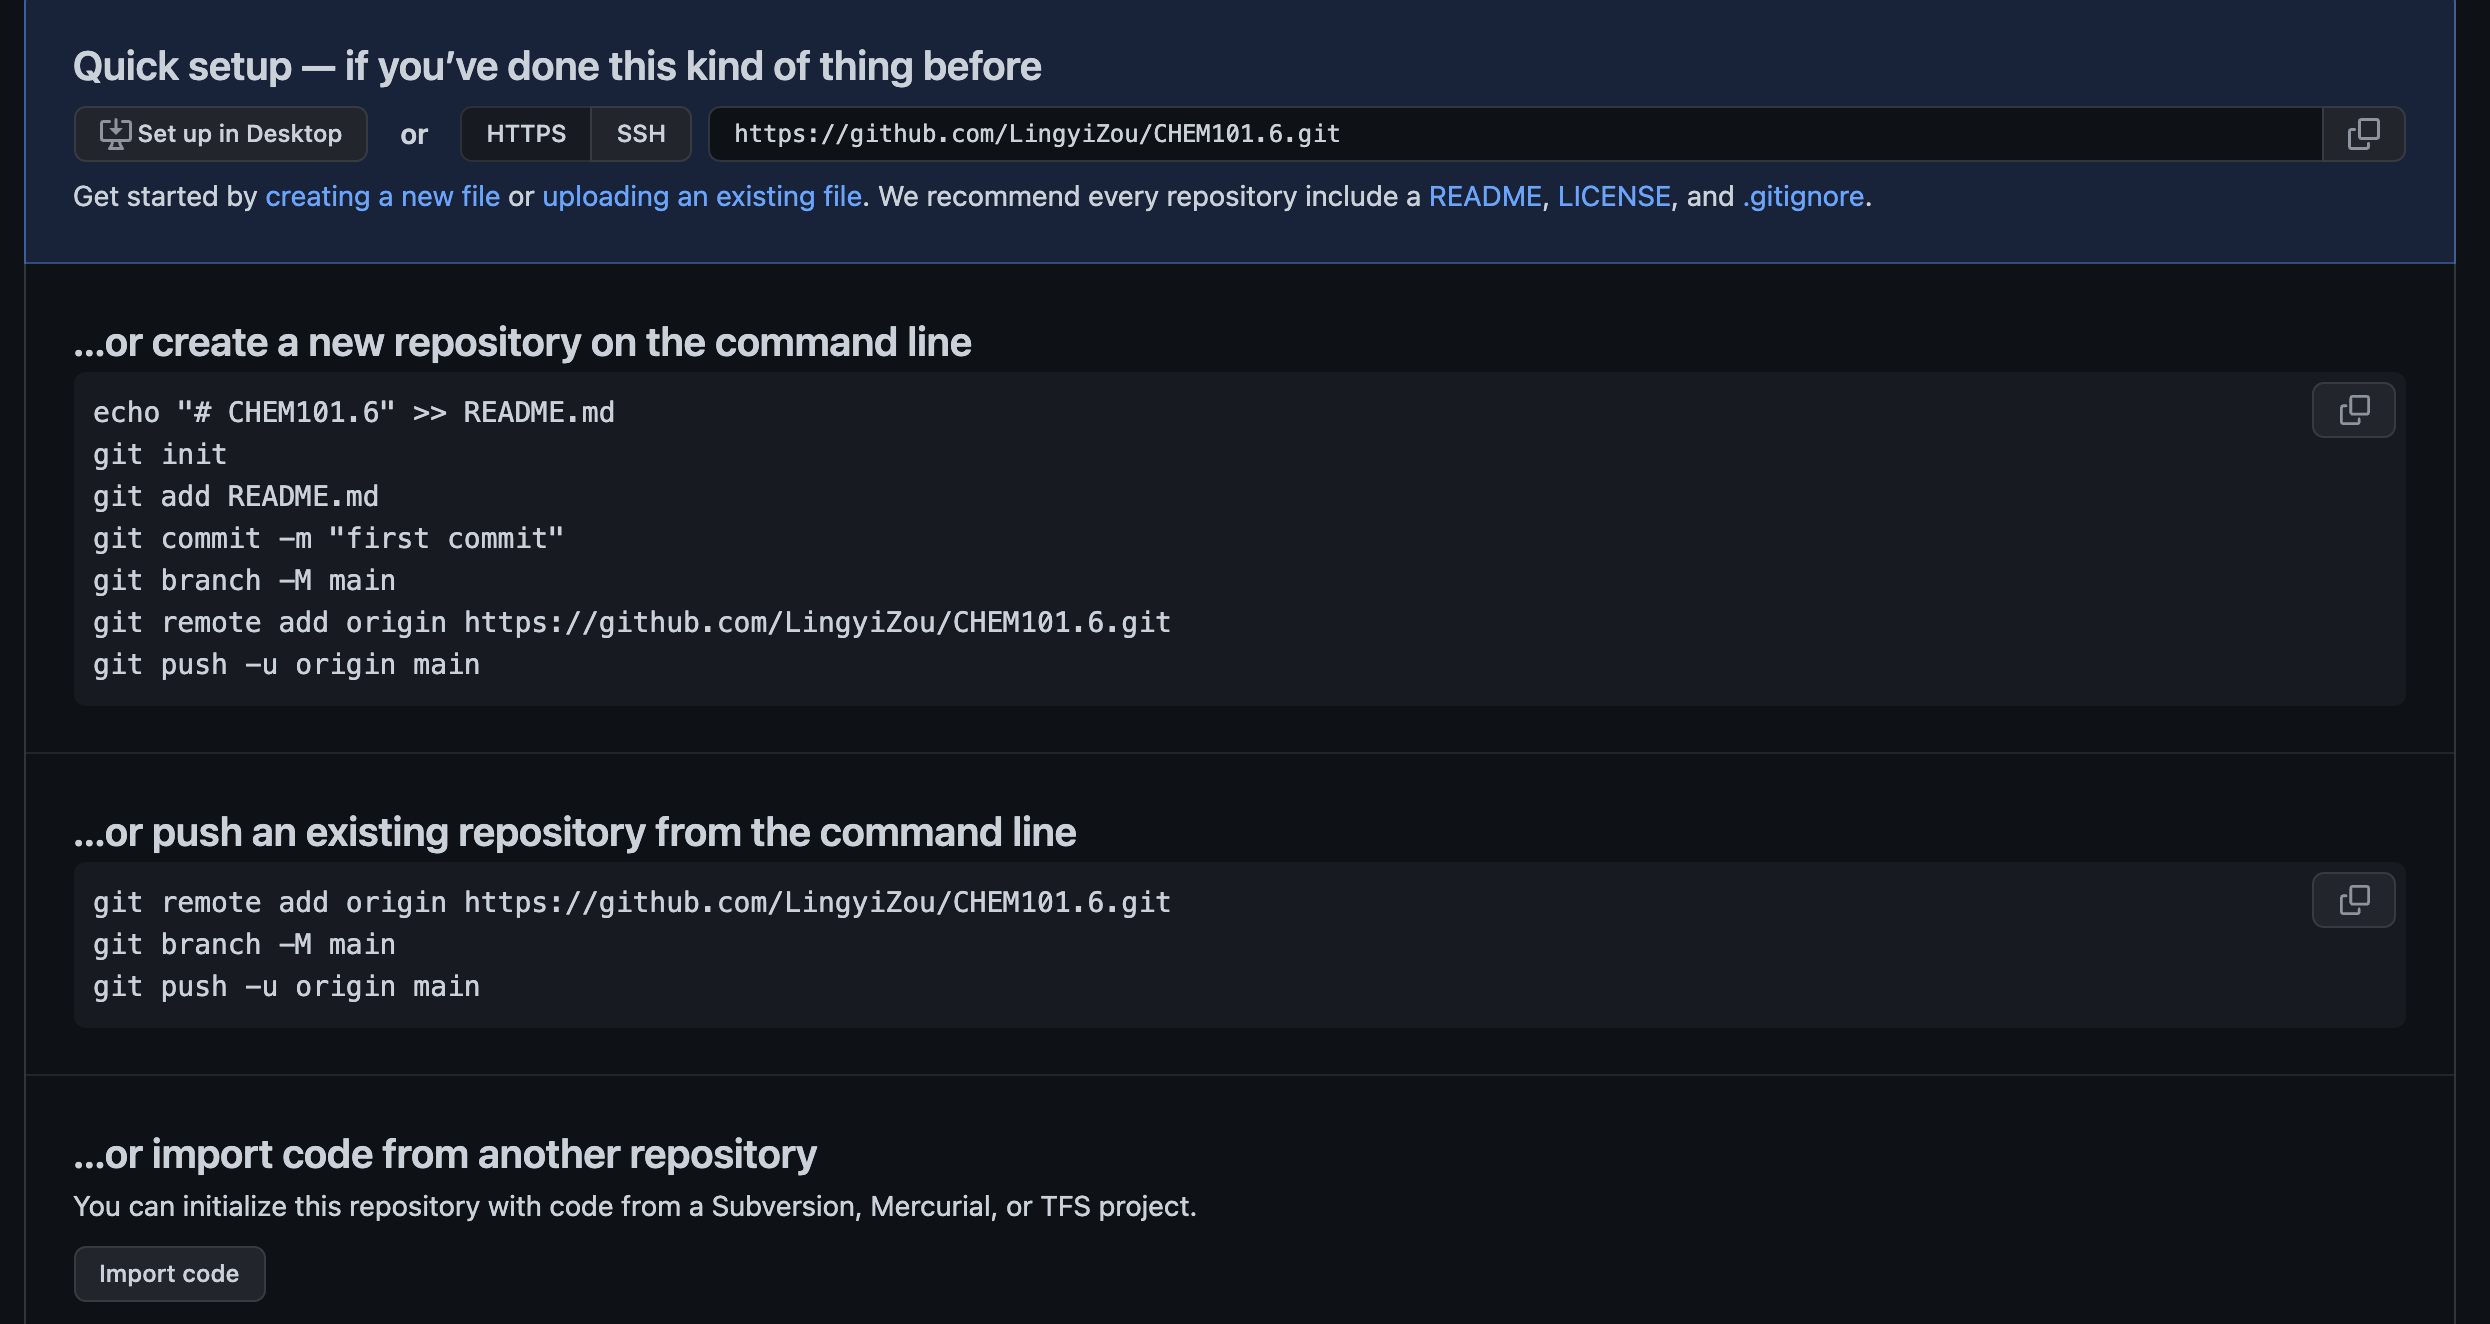 Quick setup — if you’ve done this kind of thing before
Set up in Desktop or HTTPS SSH https://github.com/LingyiZou/CHEM101.6.git
Get started by creating a new file or uploading an existing file. We recommend every repository include a README, LICENSE, and .gitignore.
…or create a new repository on the command line
echo "# CHEM101.6" >> README.md
git init
git add README.md
git commit -m "first commit"
git branch -M main
git remote add origin https://github.com/LingyiZou/CHEM101.6.git
git push -u origin main
…or push an existing repository from the command line
git remote add origin https://github.com/LingyiZou/CHEM101.6.git
git branch -M main
git push -u origin main
…or import code from another repository
You can initialize this repository with code from a Subversion, Mercurial, or TFS project.
Import code